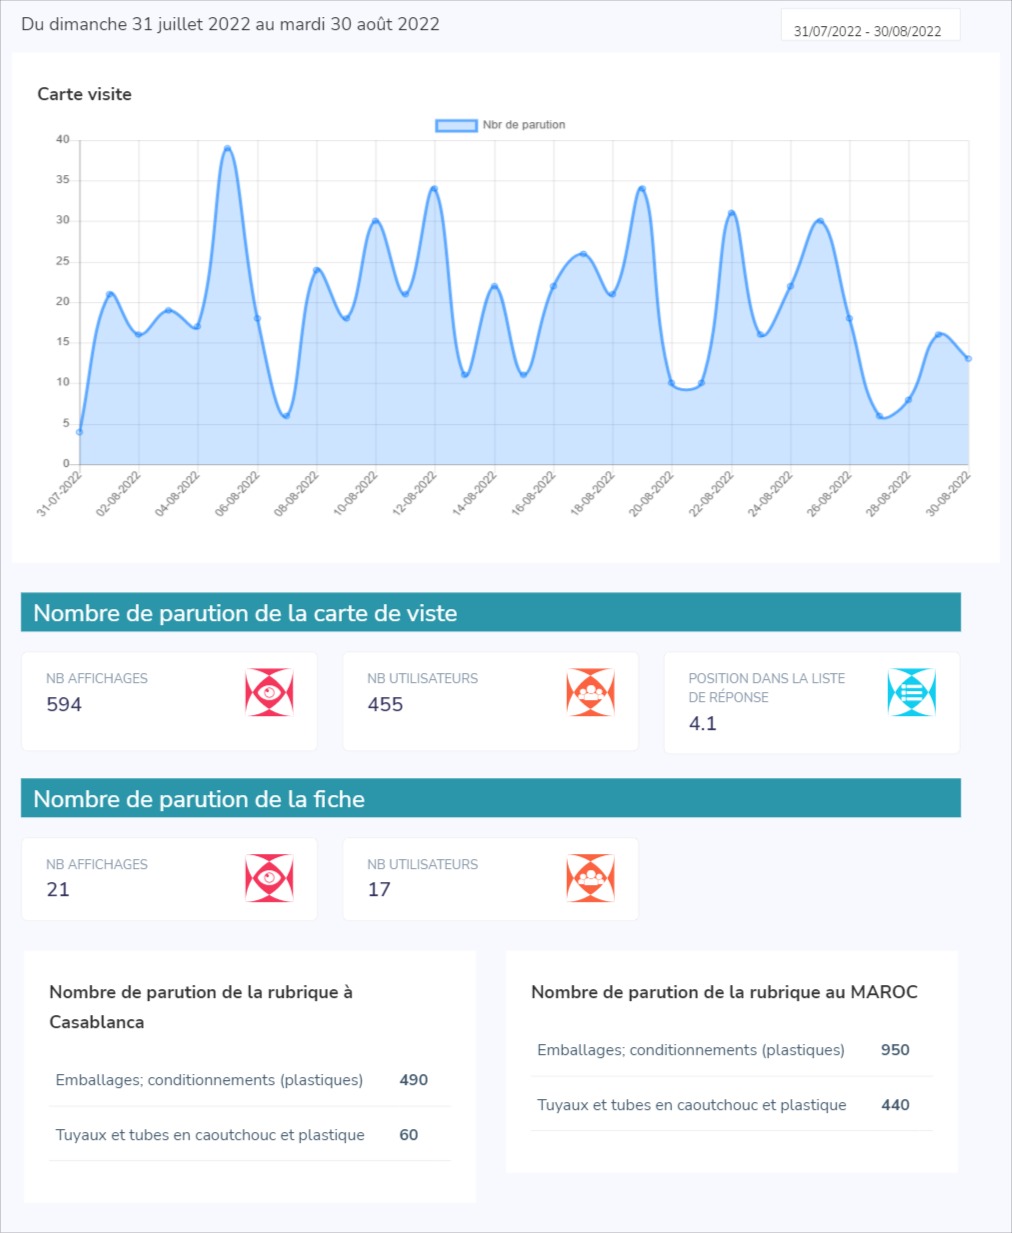 Du dimanche 31 juillet 2022 au mardi 30 août 2022
31/07/2022 - 30/08/2022
Carte visite
Nbr de parution
40
35
30
25
20
15
10
5
0
31-07-2022
02-08-2022
04-08-2022
06-08-2022
08-08-2022
10-08-2022
12-08-2022
14-08-2022
16-08-2022
18-08-2022
20-08-2022
22-08-2022
24-08-2022
26-08-2022
28-08-2022
30-08-2022
Nombre de parution de la carte de viste
NB AFFICHAGES
594
NB UTILISATEURS
455
POSITION DANS LA LISTE
DE RÉPONSE
4.1
Nombre de parution de la fiche
NB AFFICHAGES
21
NB UTILISATEURS
17
Nombre de parution de la rubrique à
Casablanca
Emballages; conditionnements (plastiques) 490
Tuyaux et tubes en caoutchouc et plastique 60
Nombre de parution de la rubrique au MAROC
Emballages; conditionnements (plastiques) 950
Tuyaux et tubes en caoutchouc et plastique 440